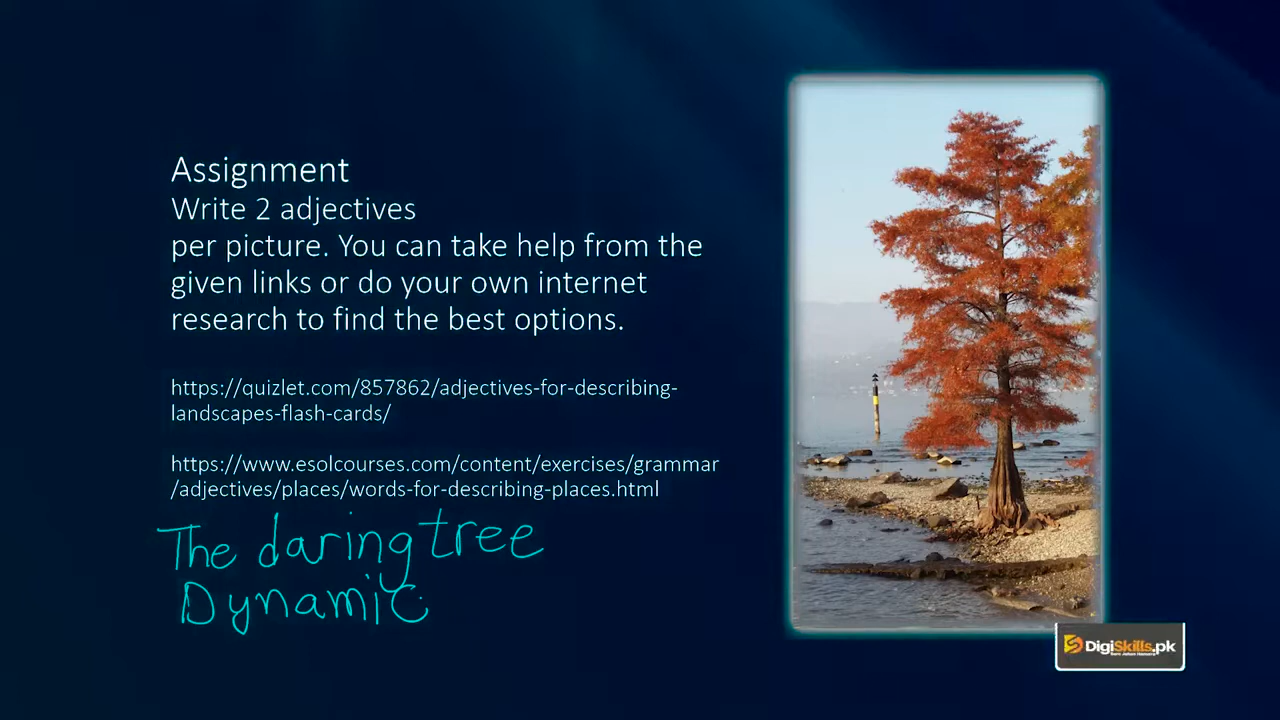 Assignment
Write 2 adjectives
per picture. You can take help from the
given links or do your own internet
research to find the best options.
https://quizlet.com/857862/adjectives-for-describing-
landscapes-flash-cards/
https://www.esolcourses.com/content/exercises/grammar
/adjectives/places/words-for-describing-places.html
The daring tree
Dynamic
DigiSkills.pk